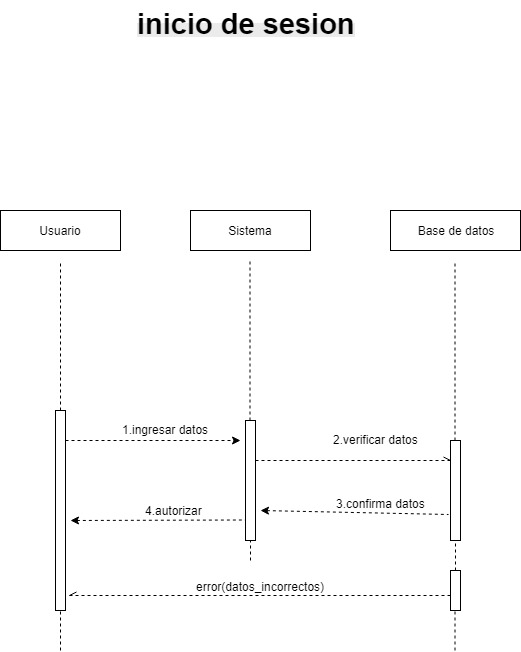 inicio de sesion
Usuario
Sistema
Base de datos
1.ingresar datos
2.verificar datos
3.confirma datos
4.autorizar
error(datos_incorrectos)